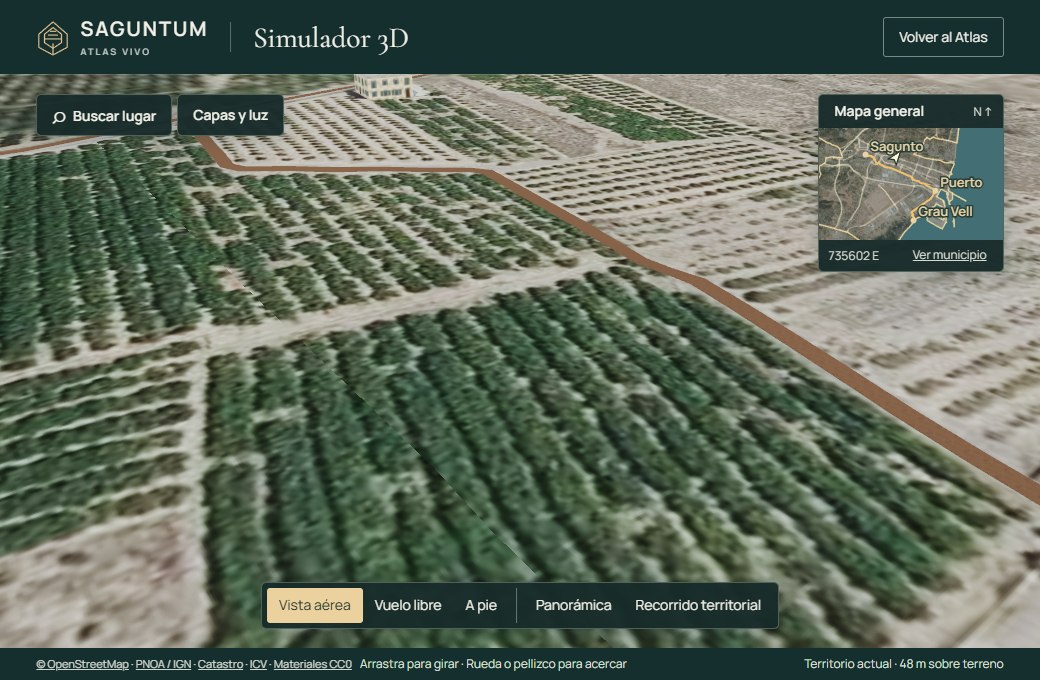 SAGUNTUM
ATLAS VIVO
Simulador 3D
Volver al Atlas
Buscar lugar
Capas y luz
Mapa general
N ↑
Sagunto
Puerto
Grau Vell
735602 E
Ver municipio
Vista aérea
Vuelo libre
A pie
Panorámica
Recorrido territorial
© OpenStreetMap · PNOA / IGN · Catastro · ICV · Materiales CC0 Arrastra para girar · Rueda o pellizco para acercar
Territorio actual · 48 m sobre terreno